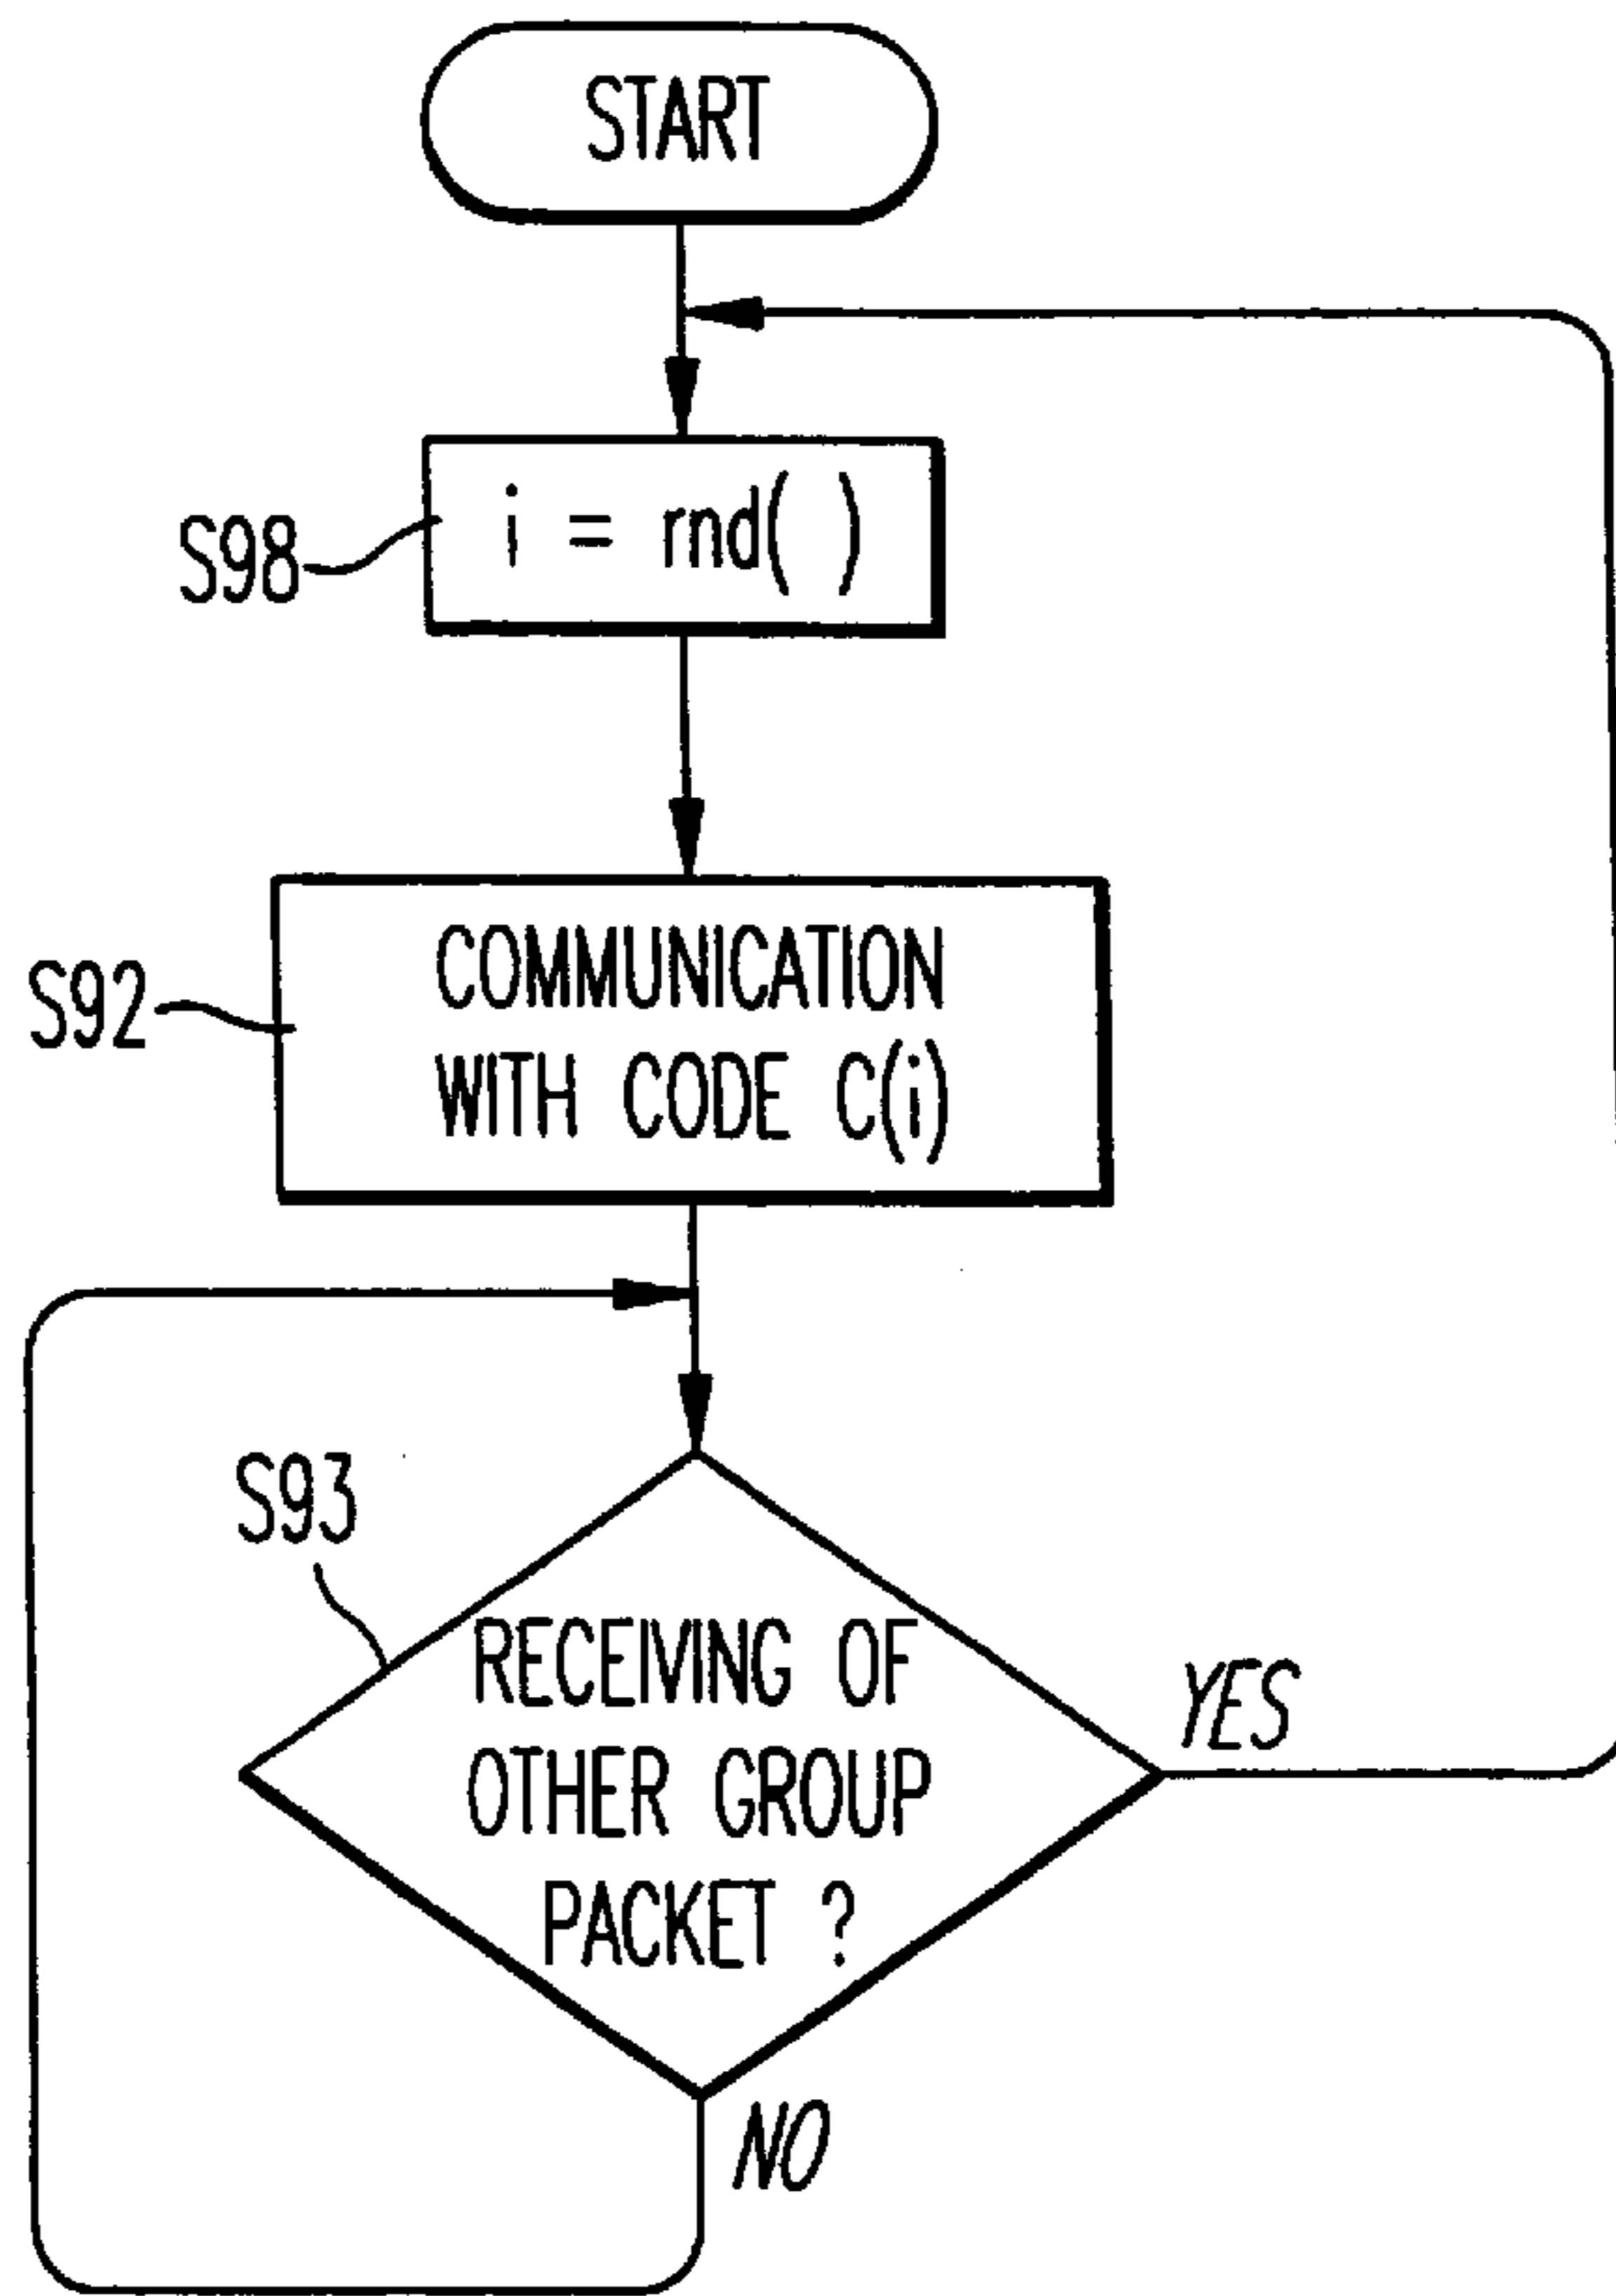 START
S98
i = rnd( )
S92
COMMUNICATION
WITH CODE C(i)
S93
RECEIVING OF
OTHER GROUP
PACKET ?
YES
NO